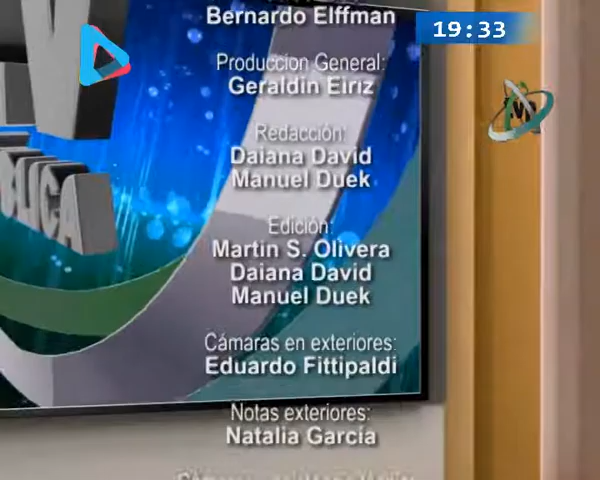 Bernardo Elffman
19:33
Produccion General:
Geraldin Eiriz
Redacción:
Daiana David
Manuel Duek
Edición:
Martin S. Olivera
Daiana David
Manuel Duek
Cámaras en exteriores:
Eduardo Fittipaldi
Notas exteriores:
Natalia García